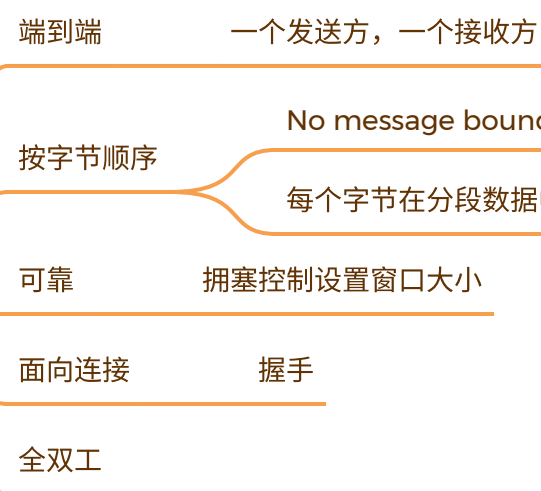 端到端 一个发送方，一个接收方
No message
按字节顺序
每个字节在分段数据
可靠 拥塞控制设置窗口大小
面向连接 握手
全双工